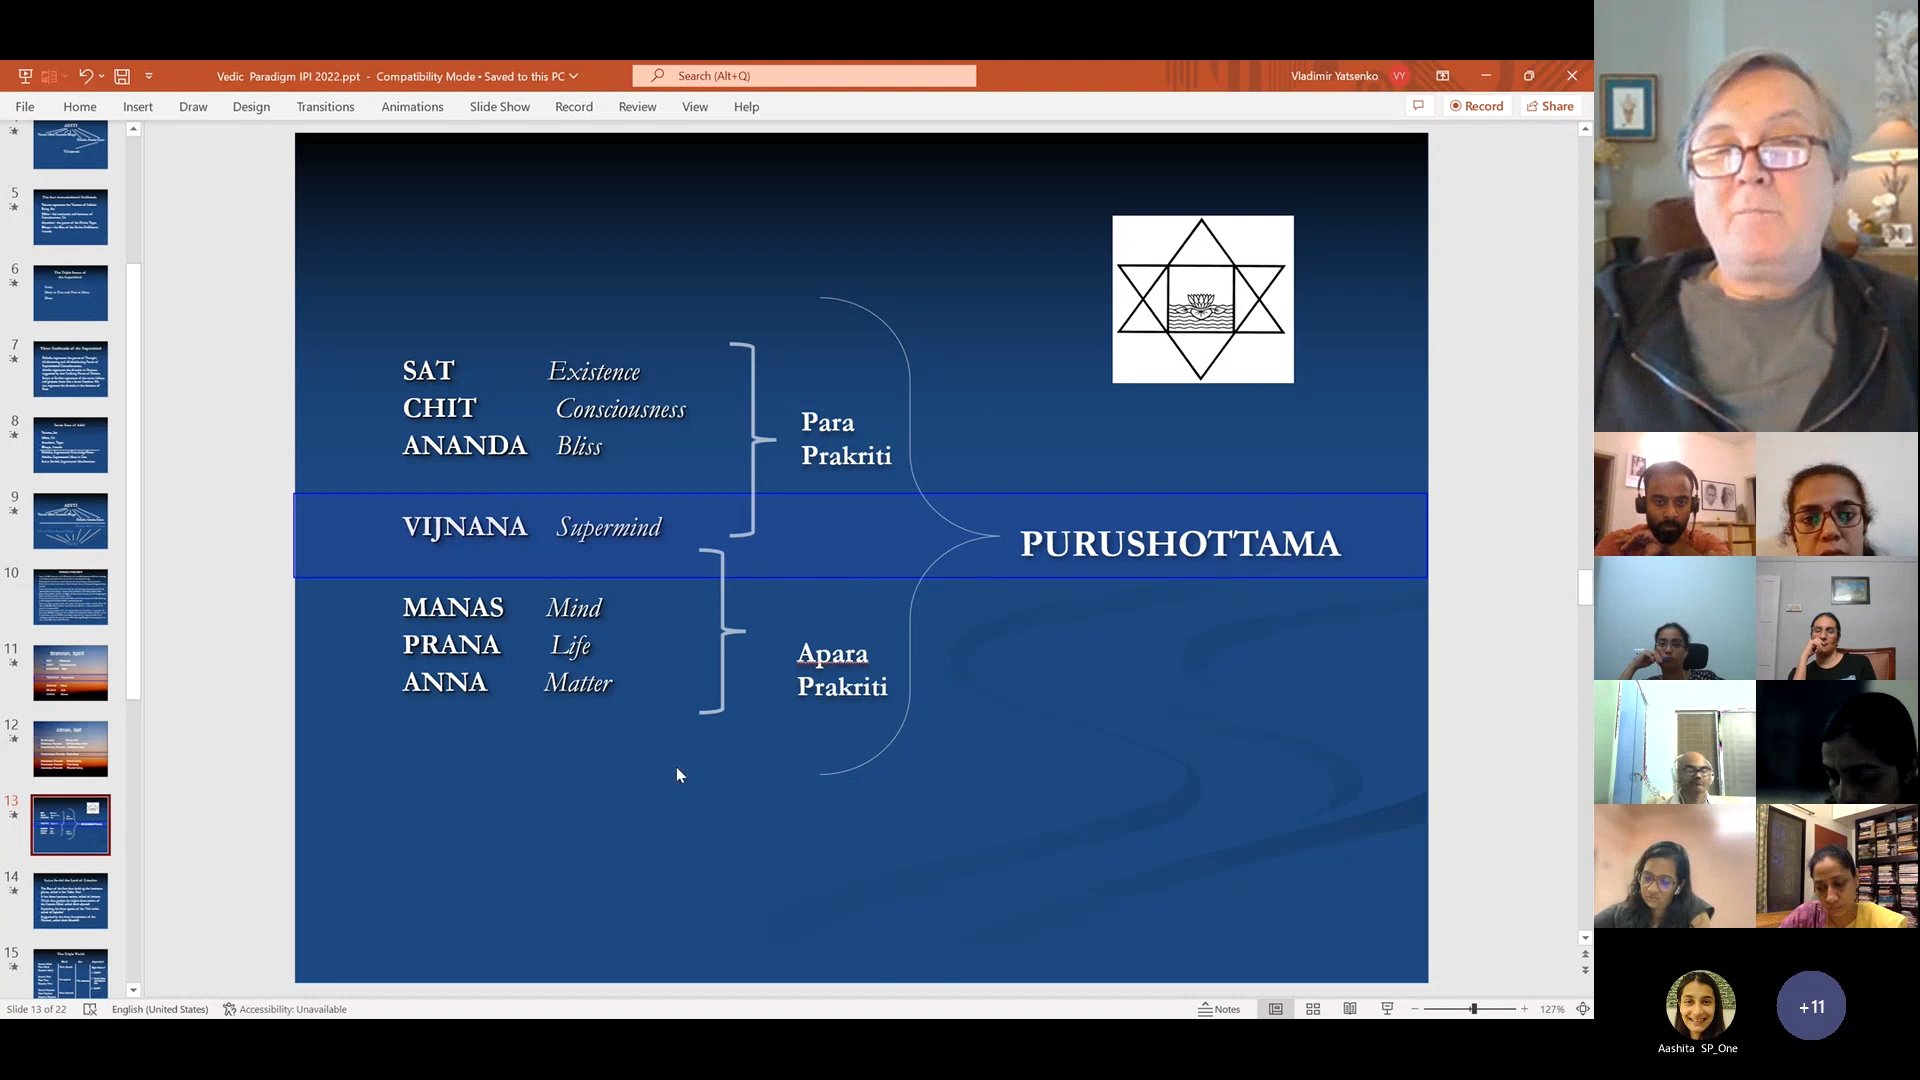 Vedic Paradigm IPI 2022.ppt - Compatibility Mode • Saved to this PC
Search (Alt+Q)
Vladimir Yatsenko VY
File Home Insert Draw Design Transitions Animations Slide Show Record Review View Help
Record Share
5
6
7
8
9
10
11
12
13
14
15
SAT Existence
CHIT Consciousness
ANANDA Bliss
Para
Prakriti
VIJNANA Supermind
PURUSHOTTAMA
MANAS Mind
PRANA Life
ANNA Matter
Apara
Prakriti
Slide 13 of 22 English (United States) Accessibility: Unavailable Notes 127%
+11
Aashita SP_One